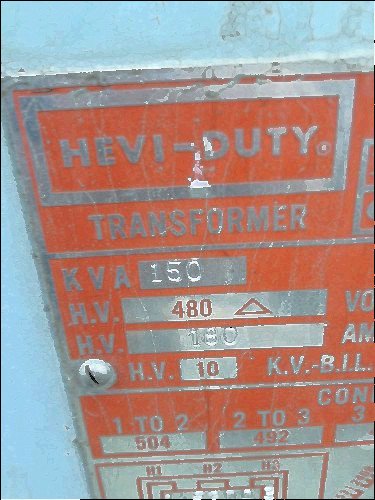 HEVI-DUTY.
TRANSFORMER
KVA 150
H.V. 480 △ VO
H.V. 180 AM
H.V. 10 K.V.-B.I.L.
CON
1 TO 2 2 TO 3 3
504 492
H1 H2 H3